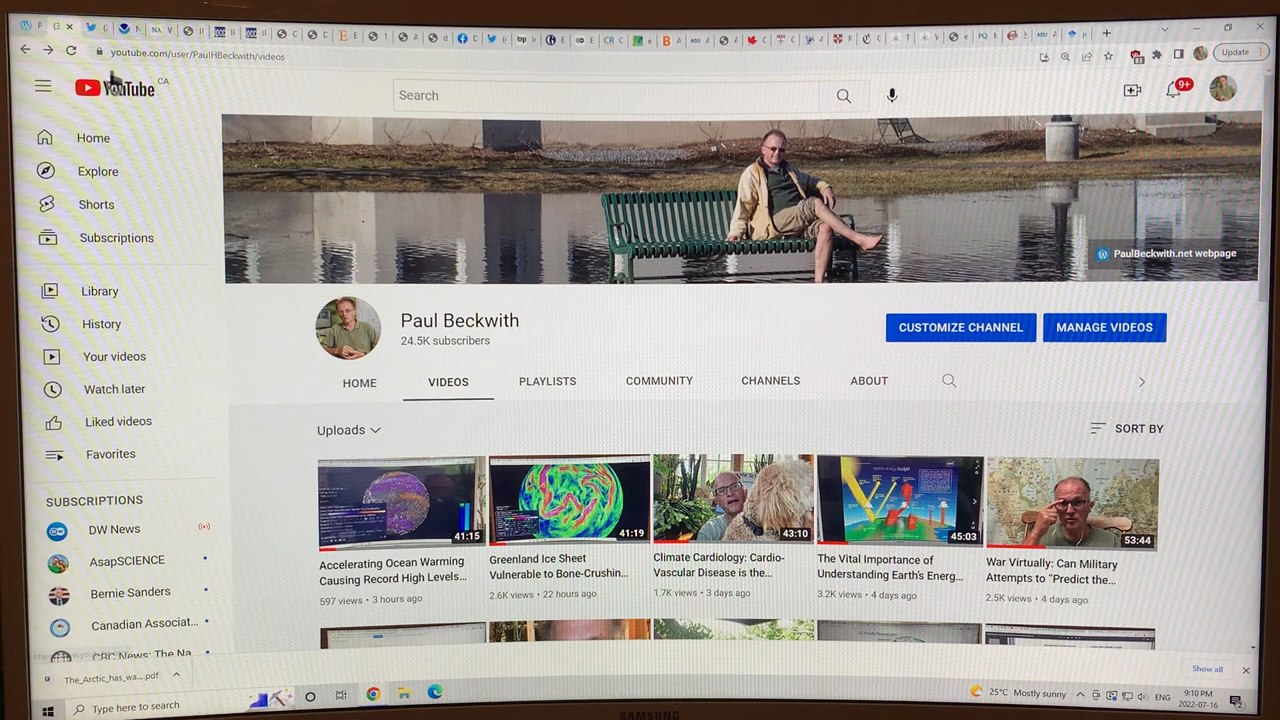 youtube.com/user/PaulHBeckwith/videos
Update
YouTube CA
Search
9+
Home
Explore
Shorts
Subscriptions
Library
History
Your videos
Watch later
Liked videos
Favorites
SUBSCRIPTIONS
DW News
AsapSCIENCE
Bernie Sanders
Canadian Associat...
CBC News: The Na
PaulBeckwith.net webpage
Paul Beckwith
24.5K subscribers
CUSTOMIZE CHANNEL
MANAGE VIDEOS
HOME
VIDEOS
PLAYLISTS
COMMUNITY
CHANNELS
ABOUT
Uploads
SORT BY
41:15
Accelerating Ocean Warming
Causing Record High Levels...
597 views • 3 hours ago
41:19
Greenland Ice Sheet
Vulnerable to Bone-Crushin...
2.6K views • 22 hours ago
43:10
Climate Cardiology: Cardio-
Vascular Disease is the...
1.7K views • 3 days ago
45:03
The Vital Importance of
Understanding Earth's Energ...
3.2K views • 4 days ago
53:44
War Virtually: Can Military
Attempts to "Predict the...
2.5K views • 4 days ago
The_Arctic_has_wa....pdf
Show all
Type here to search
25°C Mostly sunny
ENG
9:10 PM
2022-07-16
SAMSUNG